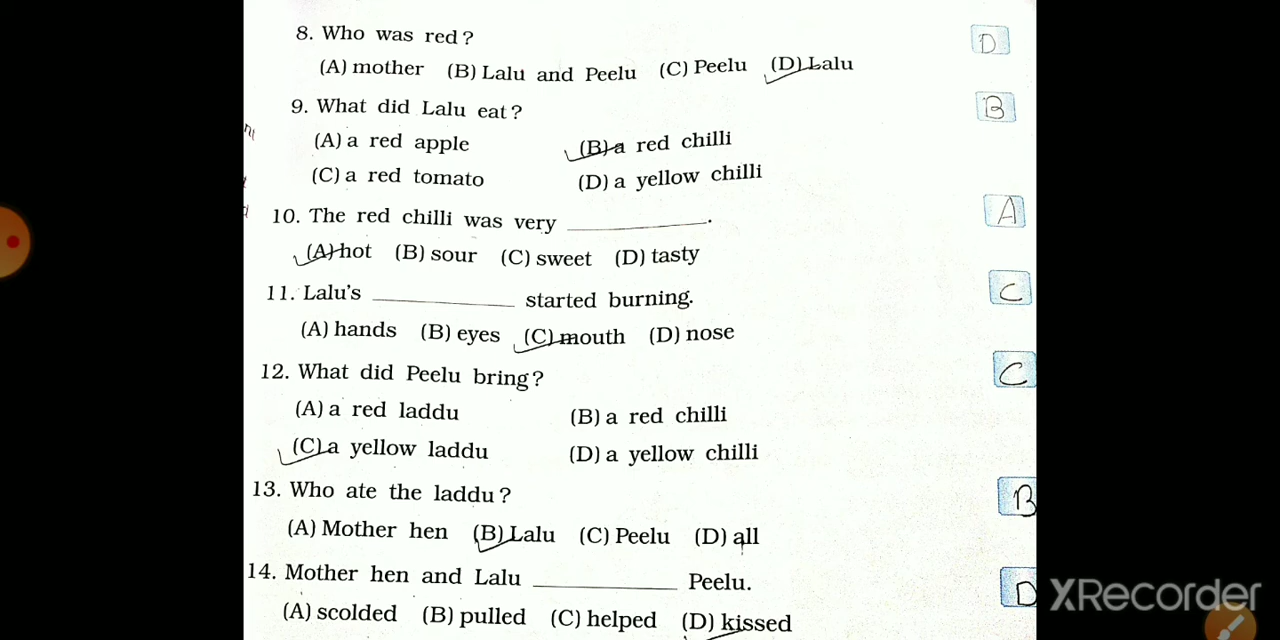 8. Who was red? D
(A) mother (B) Lalu and Peelu (C) Peelu (D) Lalu
9. What did Lalu eat? B
(A) a red apple (B) a red chilli
(C) a red tomato (D) a yellow chilli
10. The red chilli was very __________. A
(A) hot (B) sour (C) sweet (D) tasty
11. Lalu's __________ started burning. C
(A) hands (B) eyes (C) mouth (D) nose
12. What did Peelu bring? C
(A) a red laddu (B) a red chilli
(C) a yellow laddu (D) a yellow chilli
13. Who ate the laddu? B
(A) Mother hen (B) Lalu (C) Peelu (D) all
14. Mother hen and Lalu __________ Peelu. D
(A) scolded (B) pulled (C) helped (D) kissed
XRecorder